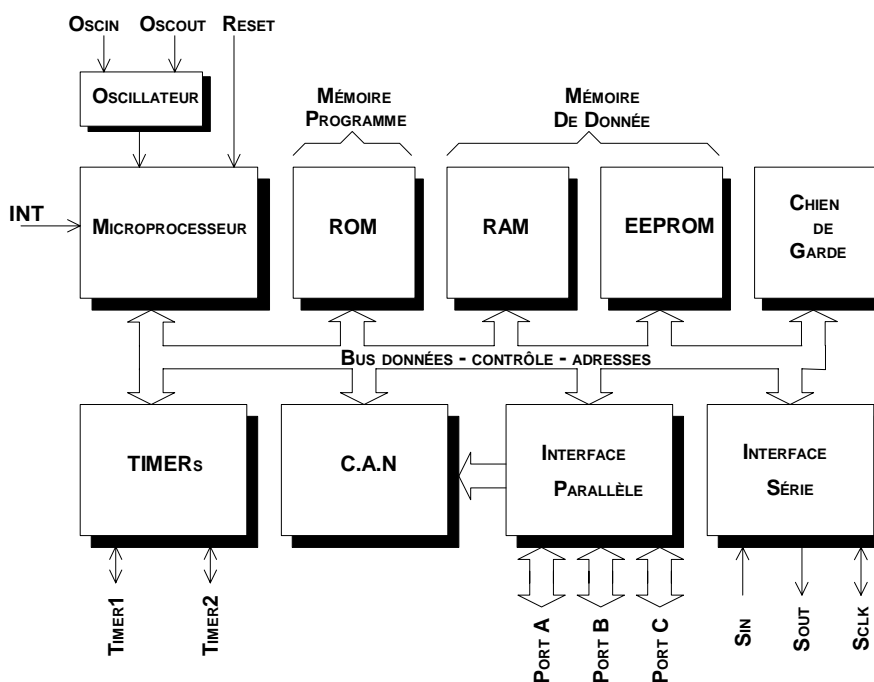 OSCIN OSCOUT RESET
OSCILLATEUR
MÉMOIRE
PROGRAMME
MÉMOIRE
DE DONNÉE
INT
MICROPROCESSEUR
ROM
RAM
EEPROM
CHIEN
DE
GARDE
BUS DONNÉES - CONTRÔLE - ADRESSES
TIMERS
C.A.N
INTERFACE
PARALLÈLE
INTERFACE
SÉRIE
TIMER1
TIMER2
PORT A
PORT B
PORT C
SIN
SOUT
SCLK